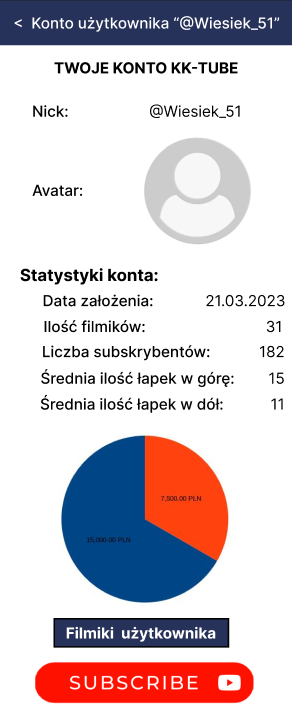 < Konto użytkownika “@Wiesiek_51”
TWOJE KONTO KK-TUBE
Nick: @Wiesiek_51
Avatar:
Statystyki konta:
Data założenia: 21.03.2023
Ilość filmików: 31
Liczba subskrybentów: 182
Średnia ilość łapek w górę: 15
Średnia ilość łapek w dół: 11
7,500.00 PLN
15,000.00 PLN
Filmiki użytkownika
SUBSCRIBE